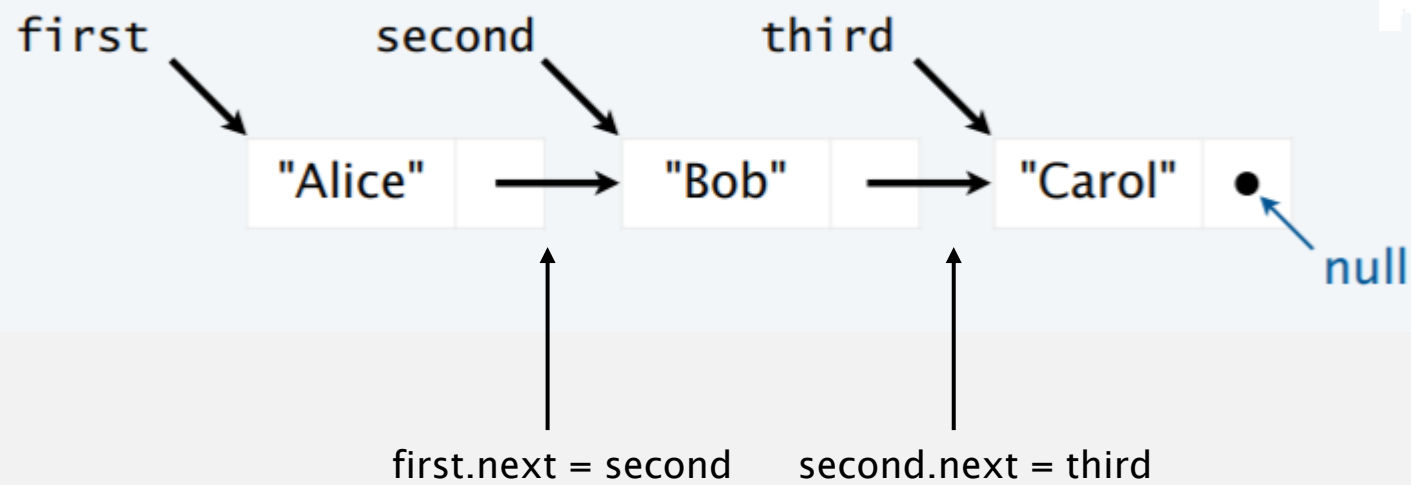 first second third
"Alice" "Bob" "Carol"
null
first.next = second second.next = third